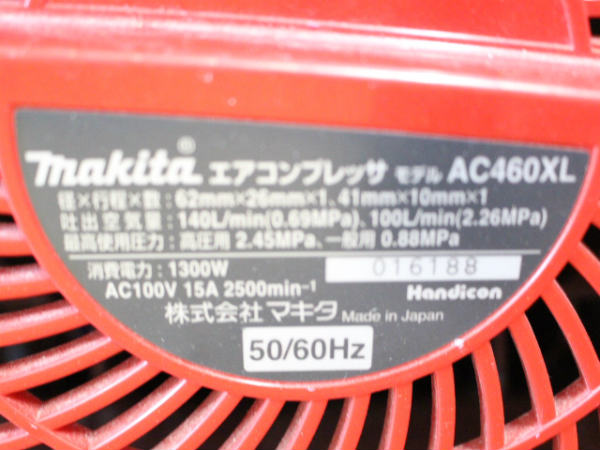 makita® エアコンプレッサ モデル AC460XL
径×行程×数：62mm×26mm×1、41mm×10mm×1
吐出空気量：140L/min(0.69MPa)、100L/min(2.26MPa)
最高使用圧力：高圧用 2.45MPa、一般用 0.88MPa
消費電力：1300W 016188
AC100V 15A 2500min-1 Handicon
株式会社 マキタ Made in Japan
50/60Hz